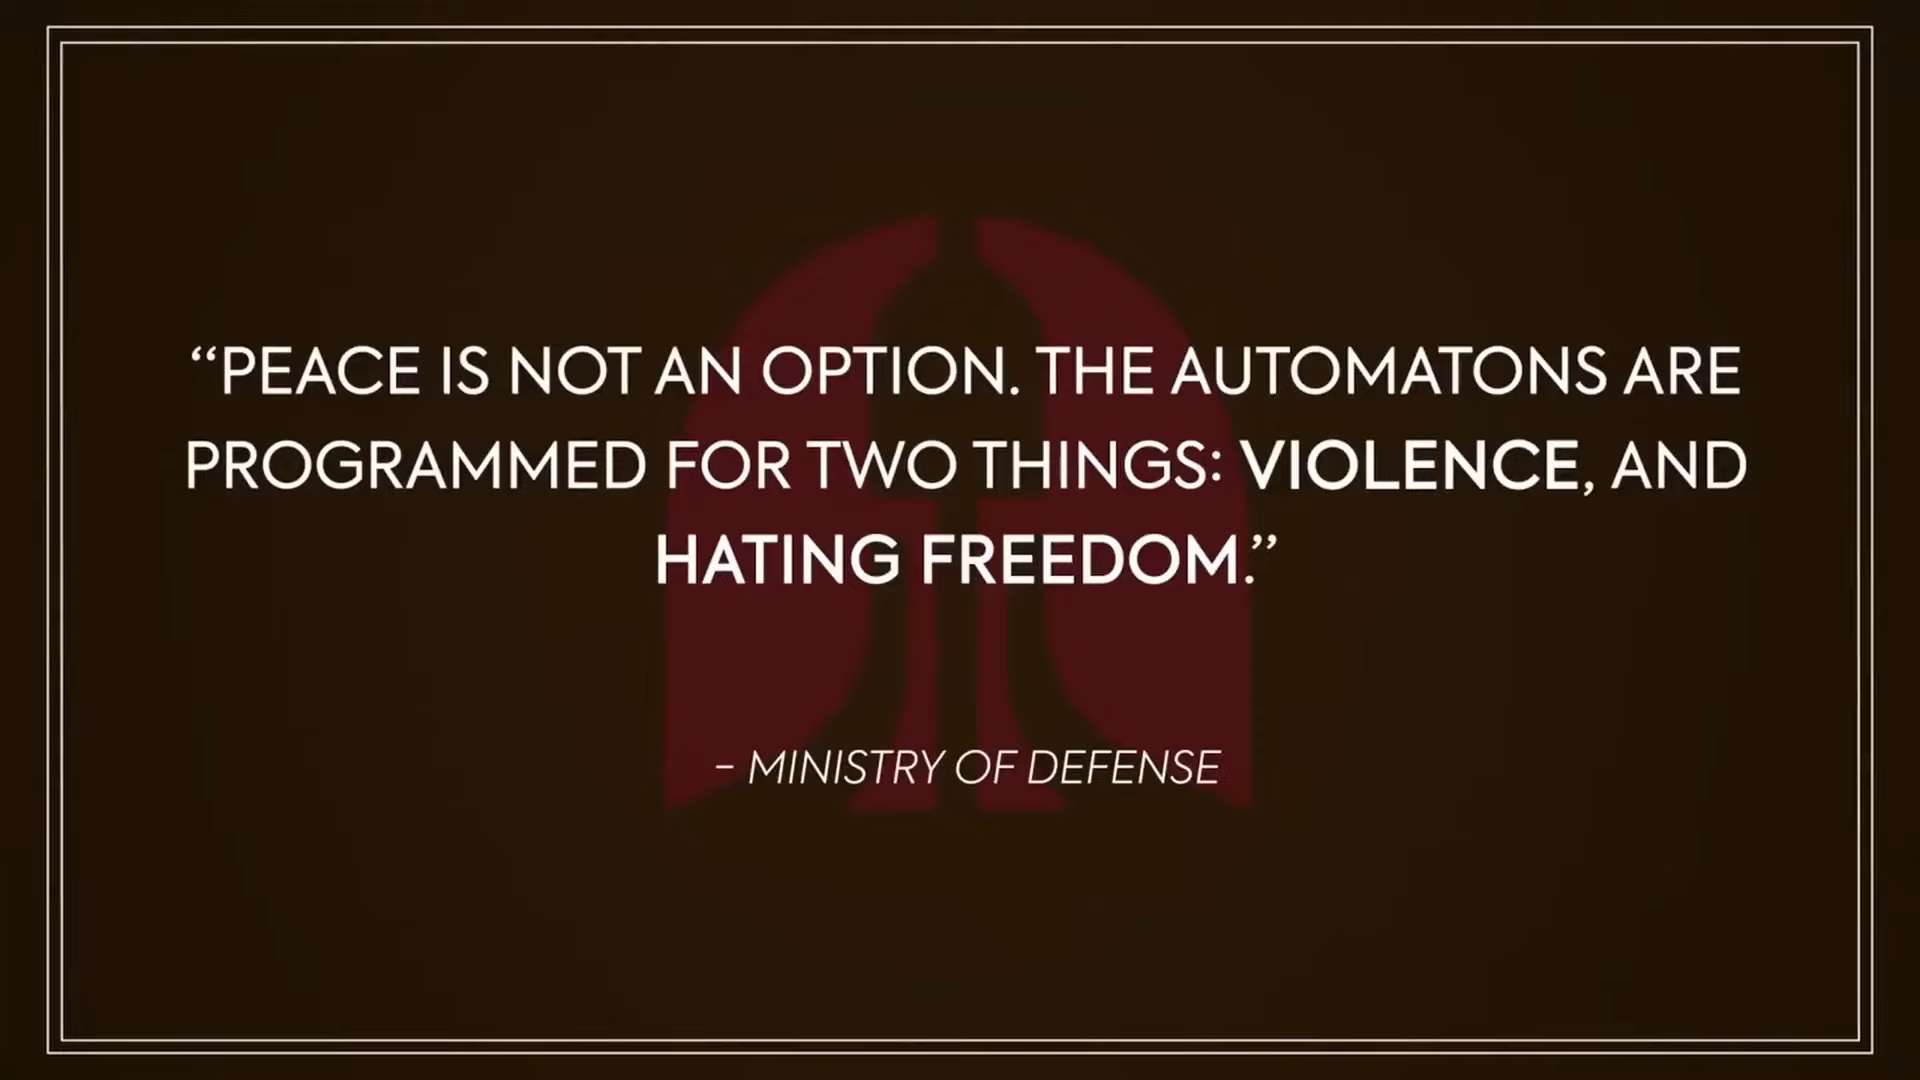 “PEACE IS NOT AN OPTION. THE AUTOMATONS ARE
PROGRAMMED FOR TWO THINGS: VIOLENCE, AND
HATING FREEDOM.”
– MINISTRY OF DEFENSE